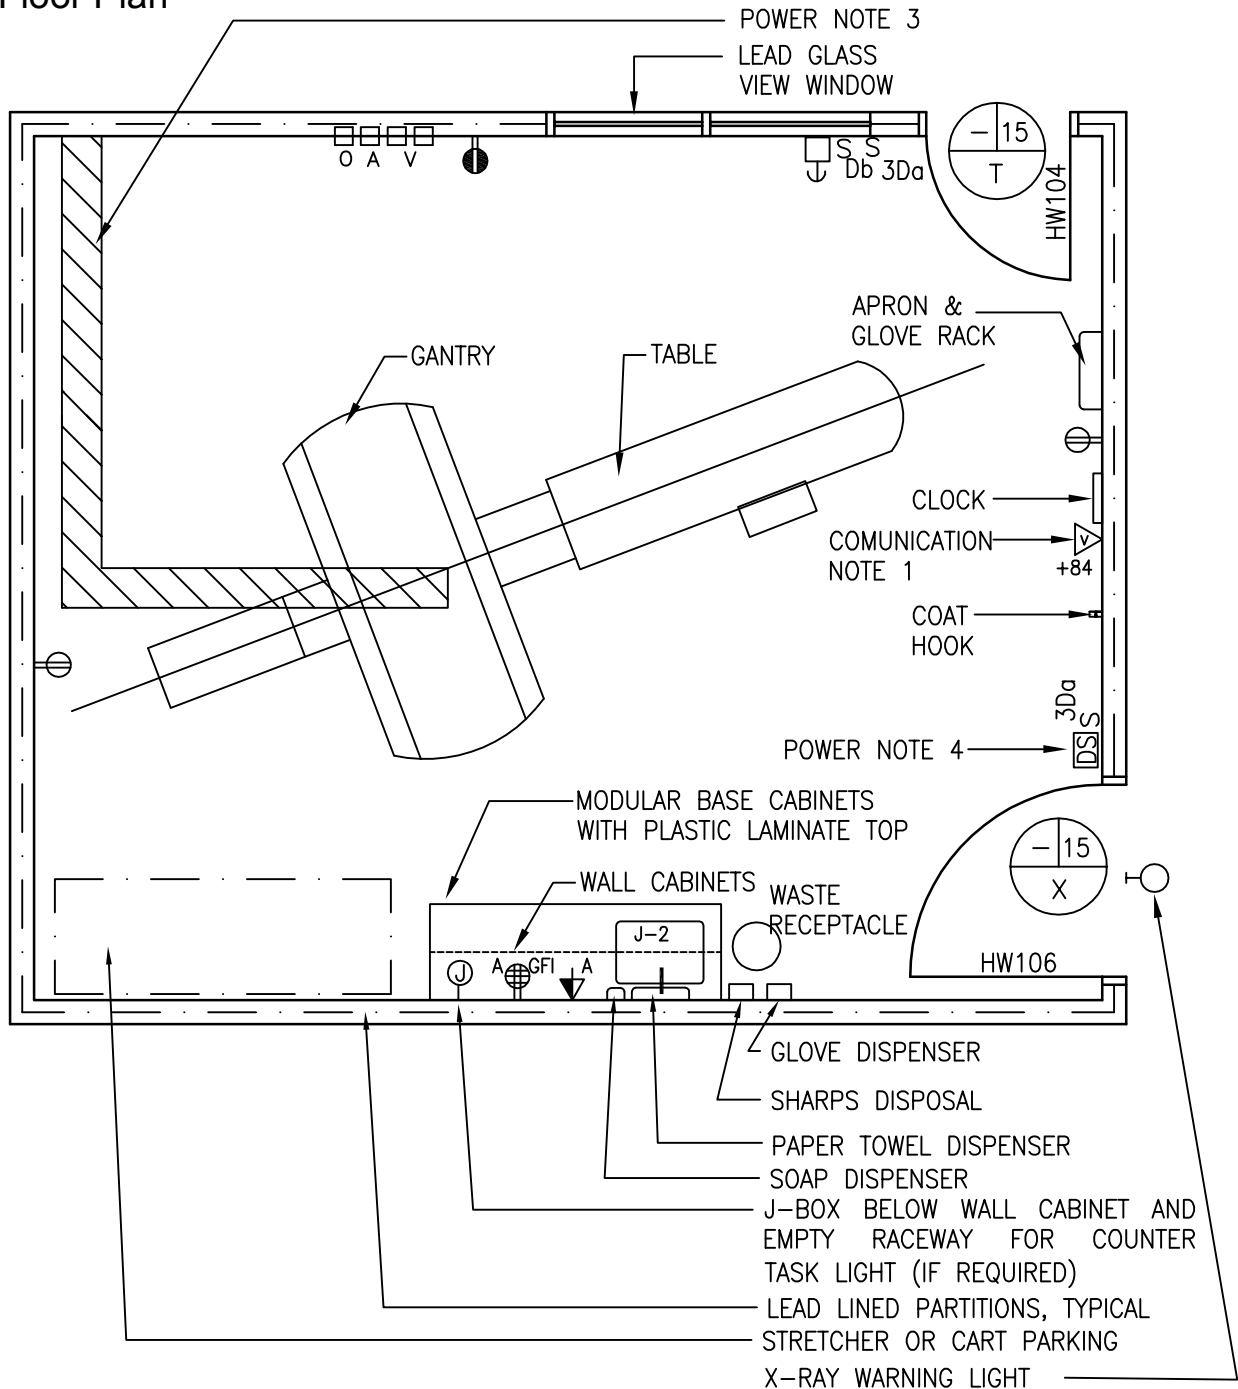 Floor Plan
POWER NOTE 3
LEAD GLASS
VIEW WINDOW
O A V
S S
Db 3Da
– 15
T
HW104
APRON &
GLOVE RACK
GANTRY
TABLE
CLOCK
COMUNICATION
NOTE 1
V
+84
COAT
HOOK
3Da
S
DS
POWER NOTE 4
MODULAR BASE CABINETS
WITH PLASTIC LAMINATE TOP
– 15
X
WALL CABINETS
WASTE
RECEPTACLE
J–2
J
A GFI A
HW106
GLOVE DISPENSER
SHARPS DISPOSAL
PAPER TOWEL DISPENSER
SOAP DISPENSER
J–BOX BELOW WALL CABINET AND
EMPTY RACEWAY FOR COUNTER
TASK LIGHT (IF REQUIRED)
LEAD LINED PARTITIONS, TYPICAL
STRETCHER OR CART PARKING
X–RAY WARNING LIGHT